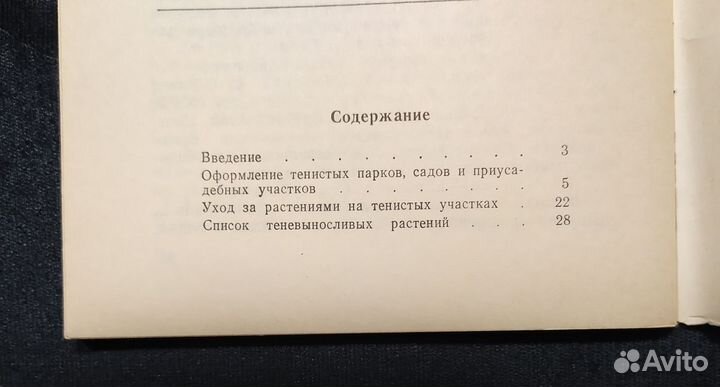 Содержание
Введение . . . . . . . . . . 3
Оформление тенистых парков, садов и приуса-
дебных участков . . . . . . . . 5
Уход за растениями на тенистых участках . 22
Список теневыносливых растений . . . 28
Avito